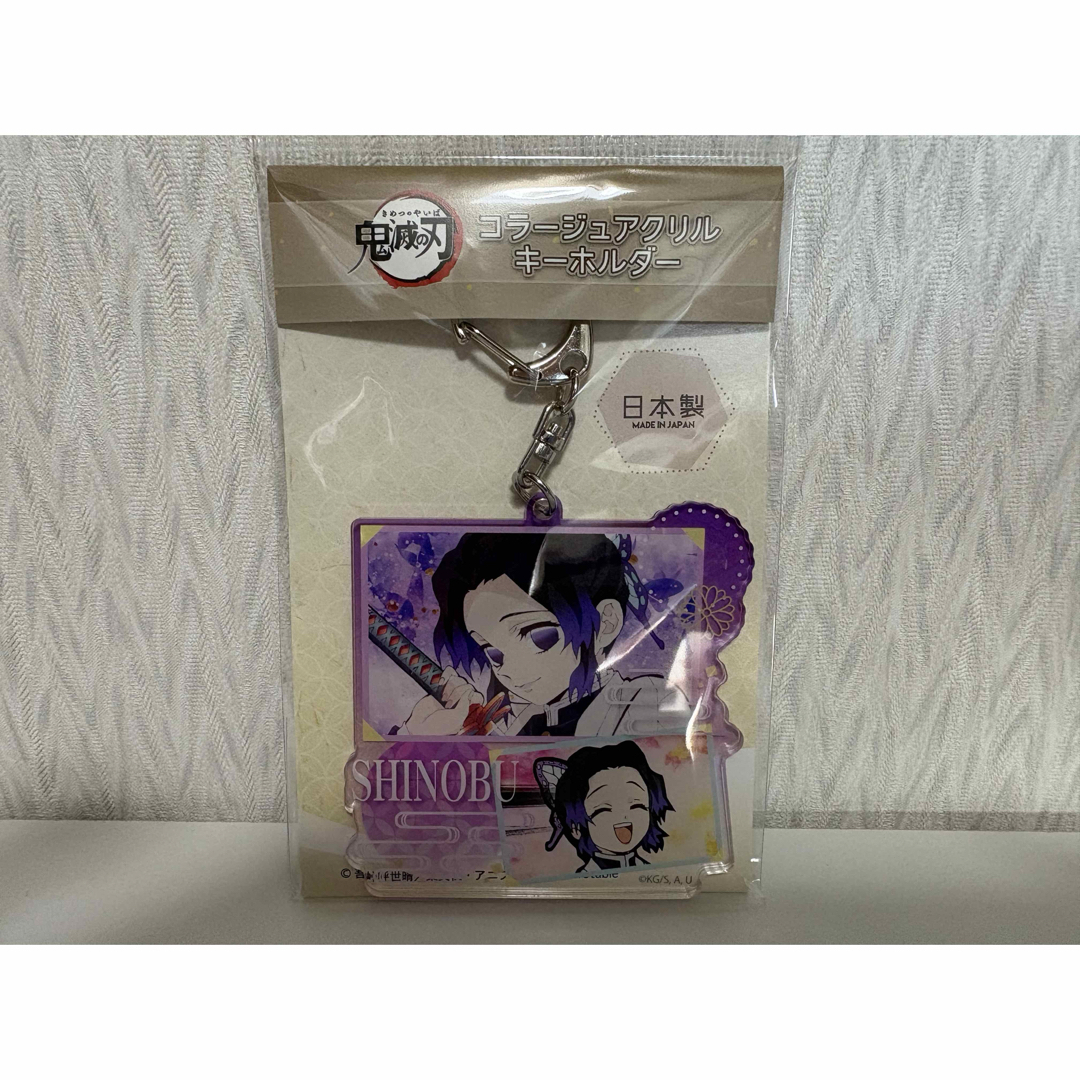 きめつのやいば
鬼滅の刃
コラージュアクリル
キーホルダー
日本製
MADE IN JAPAN
SHINOBU
©KG/S, A, U